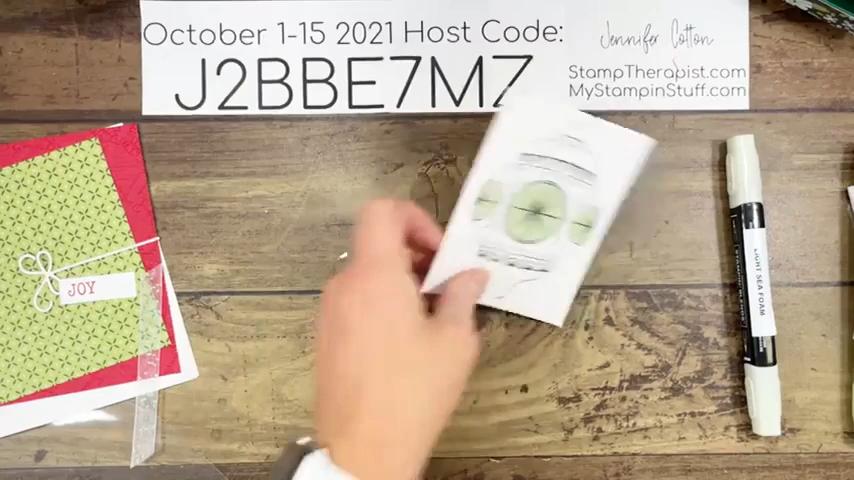 October 1-15 2021 Host Code:
J2BBE7MZ
Jennifer Cotton
StampTherapist.com
MyStampinStuff.com
JOY
LIGHT SEA FOAM